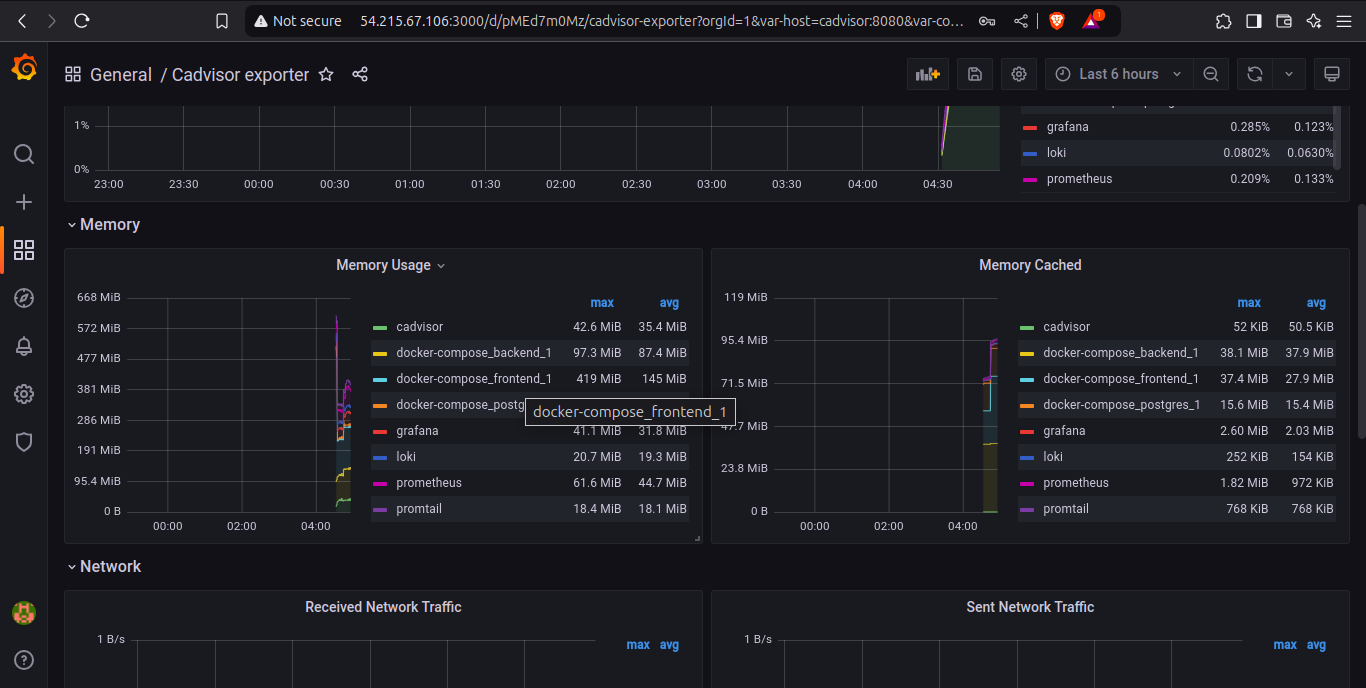 Not secure 54.215.67.106:3000/d/pMEd7m0Mz/cadvisor-exporter?orgId=1&var-host=cadvisor:8080&var-co… 1
General / Cadvisor exporter
Last 6 hours
1%
0%
23:00 23:30 00:00 00:30 01:00 01:30 02:00 02:30 03:00 03:30 04:00 04:30
grafana 0.285% 0.123%
loki 0.0802% 0.0630%
prometheus 0.209% 0.133%
Memory
Memory Usage
668 MiB
572 MiB
477 MiB
381 MiB
286 MiB
191 MiB
95.4 MiB
0 B
00:00 02:00 04:00
max avg
cadvisor 42.6 MiB 35.4 MiB
docker-compose_backend_1 97.3 MiB 87.4 MiB
docker-compose_frontend_1 419 MiB 145 MiB
docker-compose_postg
docker-compose_frontend_1
grafana 41.1 MiB 31.8 MiB
loki 20.7 MiB 19.3 MiB
prometheus 61.6 MiB 44.7 MiB
promtail 18.4 MiB 18.1 MiB
Memory Cached
119 MiB
95.4 MiB
71.5 MiB
MiB
23.8 MiB
0 B
00:00 02:00 04:00
max avg
cadvisor 52 KiB 50.5 KiB
docker-compose_backend_1 38.1 MiB 37.9 MiB
docker-compose_frontend_1 37.4 MiB 27.9 MiB
docker-compose_postgres_1 15.6 MiB 15.4 MiB
grafana 2.60 MiB 2.03 MiB
loki 252 KiB 154 KiB
prometheus 1.82 MiB 972 KiB
promtail 768 KiB 768 KiB
Network
Received Network Traffic
1 B/s
max avg
Sent Network Traffic
1 B/s
max avg